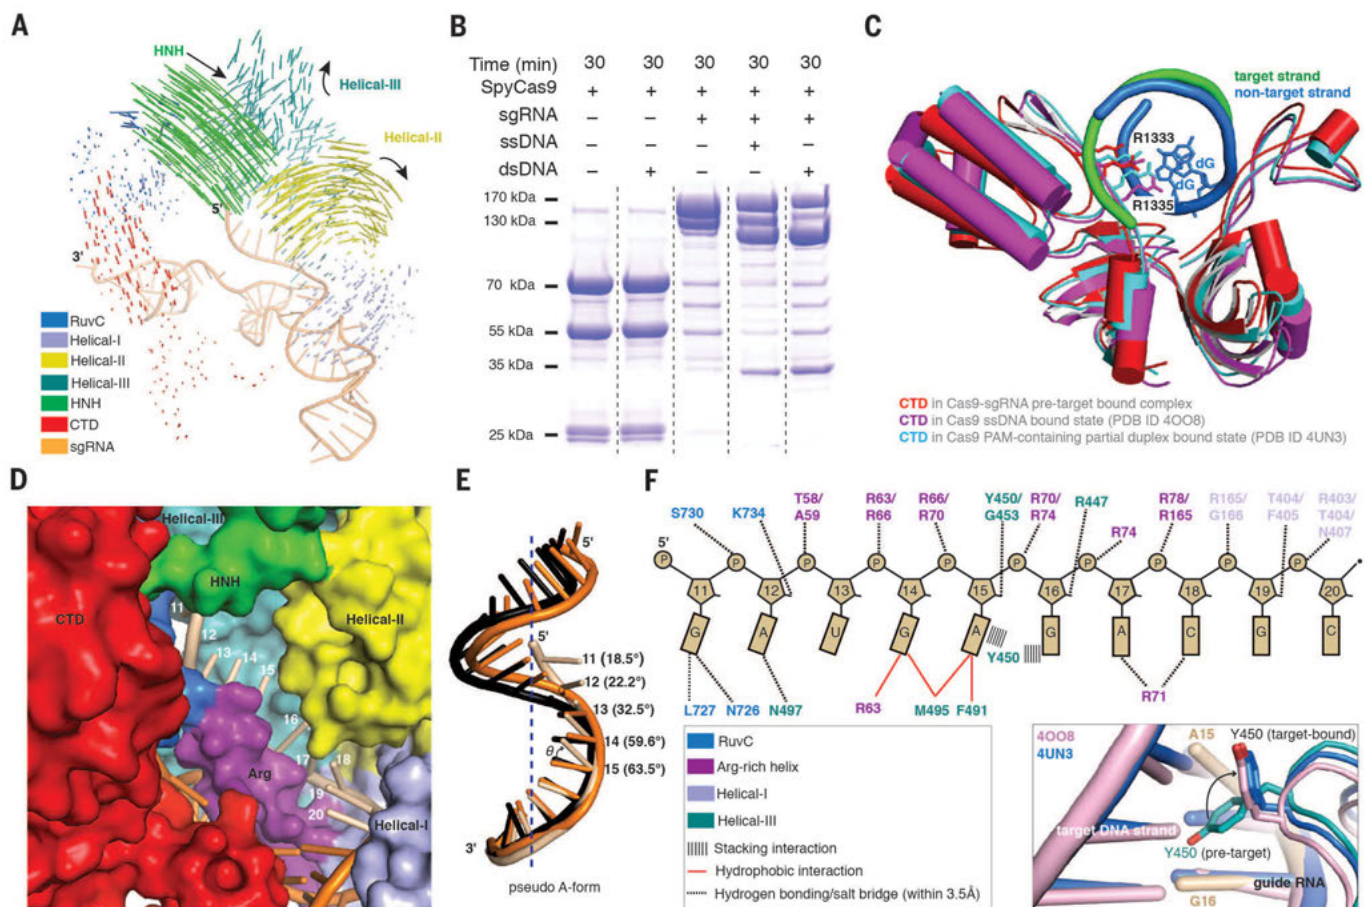 A
HNH
Helical-III
Helical-II
5'
3'
RuvC
Helical-I
Helical-II
Helical-III
HNH
CTD
sgRNA
B
Time (min) 30 30 30 30 30
SpyCas9 + + + + +
sgRNA – – + + +
ssDNA – – – + –
dsDNA – + – – +
170 kDa
130 kDa
70 kDa
55 kDa
35 kDa
25 kDa
C
target strand
non-target strand
R1333
dG
dG
R1335
CTD in Cas9-sgRNA pre-target bound complex
CTD in Cas9 ssDNA bound state (PDB ID 4OO8)
CTD in Cas9 PAM-containing partial duplex bound state (PDB ID 4UN3)
D
Helical-III
HNH
CTD
Helical-II
11
12
13
14
15
16
17
18
Arg
19
20
Helical-I
E
5'
5'
11 (18.5°)
12 (22.2°)
13 (32.5°)
14 (59.6°)
θ
15 (63.5°)
3'
pseudo A-form
F
S730 K734 T58/ R63/ R66/ Y450/ R70/ R447 R78/ R165/ T404/ R403/
A59 R66 R70 G453 R74 R165 G166 F405 T404/
R74 N407
5'
P P P P P P P P P P
11 12 13 14 15 16 17 18 19 20
G A U G A G A C G C
Y450
R71
L727 N726 N497 R63 M495 F491
RuvC
Arg-rich helix
Helical-I
Helical-III
Stacking interaction
Hydrophobic interaction
Hydrogen bonding/salt bridge (within 3.5Å)
4OO8
4UN3
A15
Y450 (target-bound)
target DNA strand
Y450 (pre-target)
guide RNA
G16